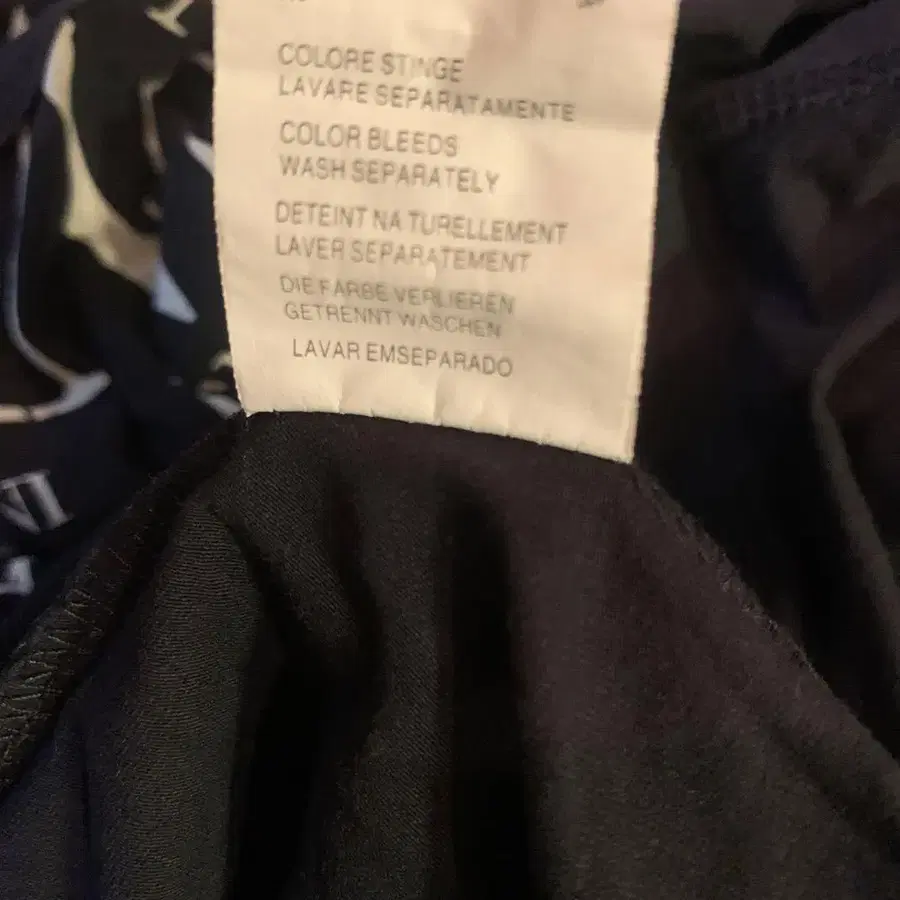 COLORE STINGE
LAVARE SEPARATAMENTE
COLOR BLEEDS
WASH SEPARATELY
DETEINT NA TURELLEMENT
LAVER SEPARATEMENT
DIE FARBE VERLIEREN
GETRENNT WASCHEN
LAVAR EMSEPARADO